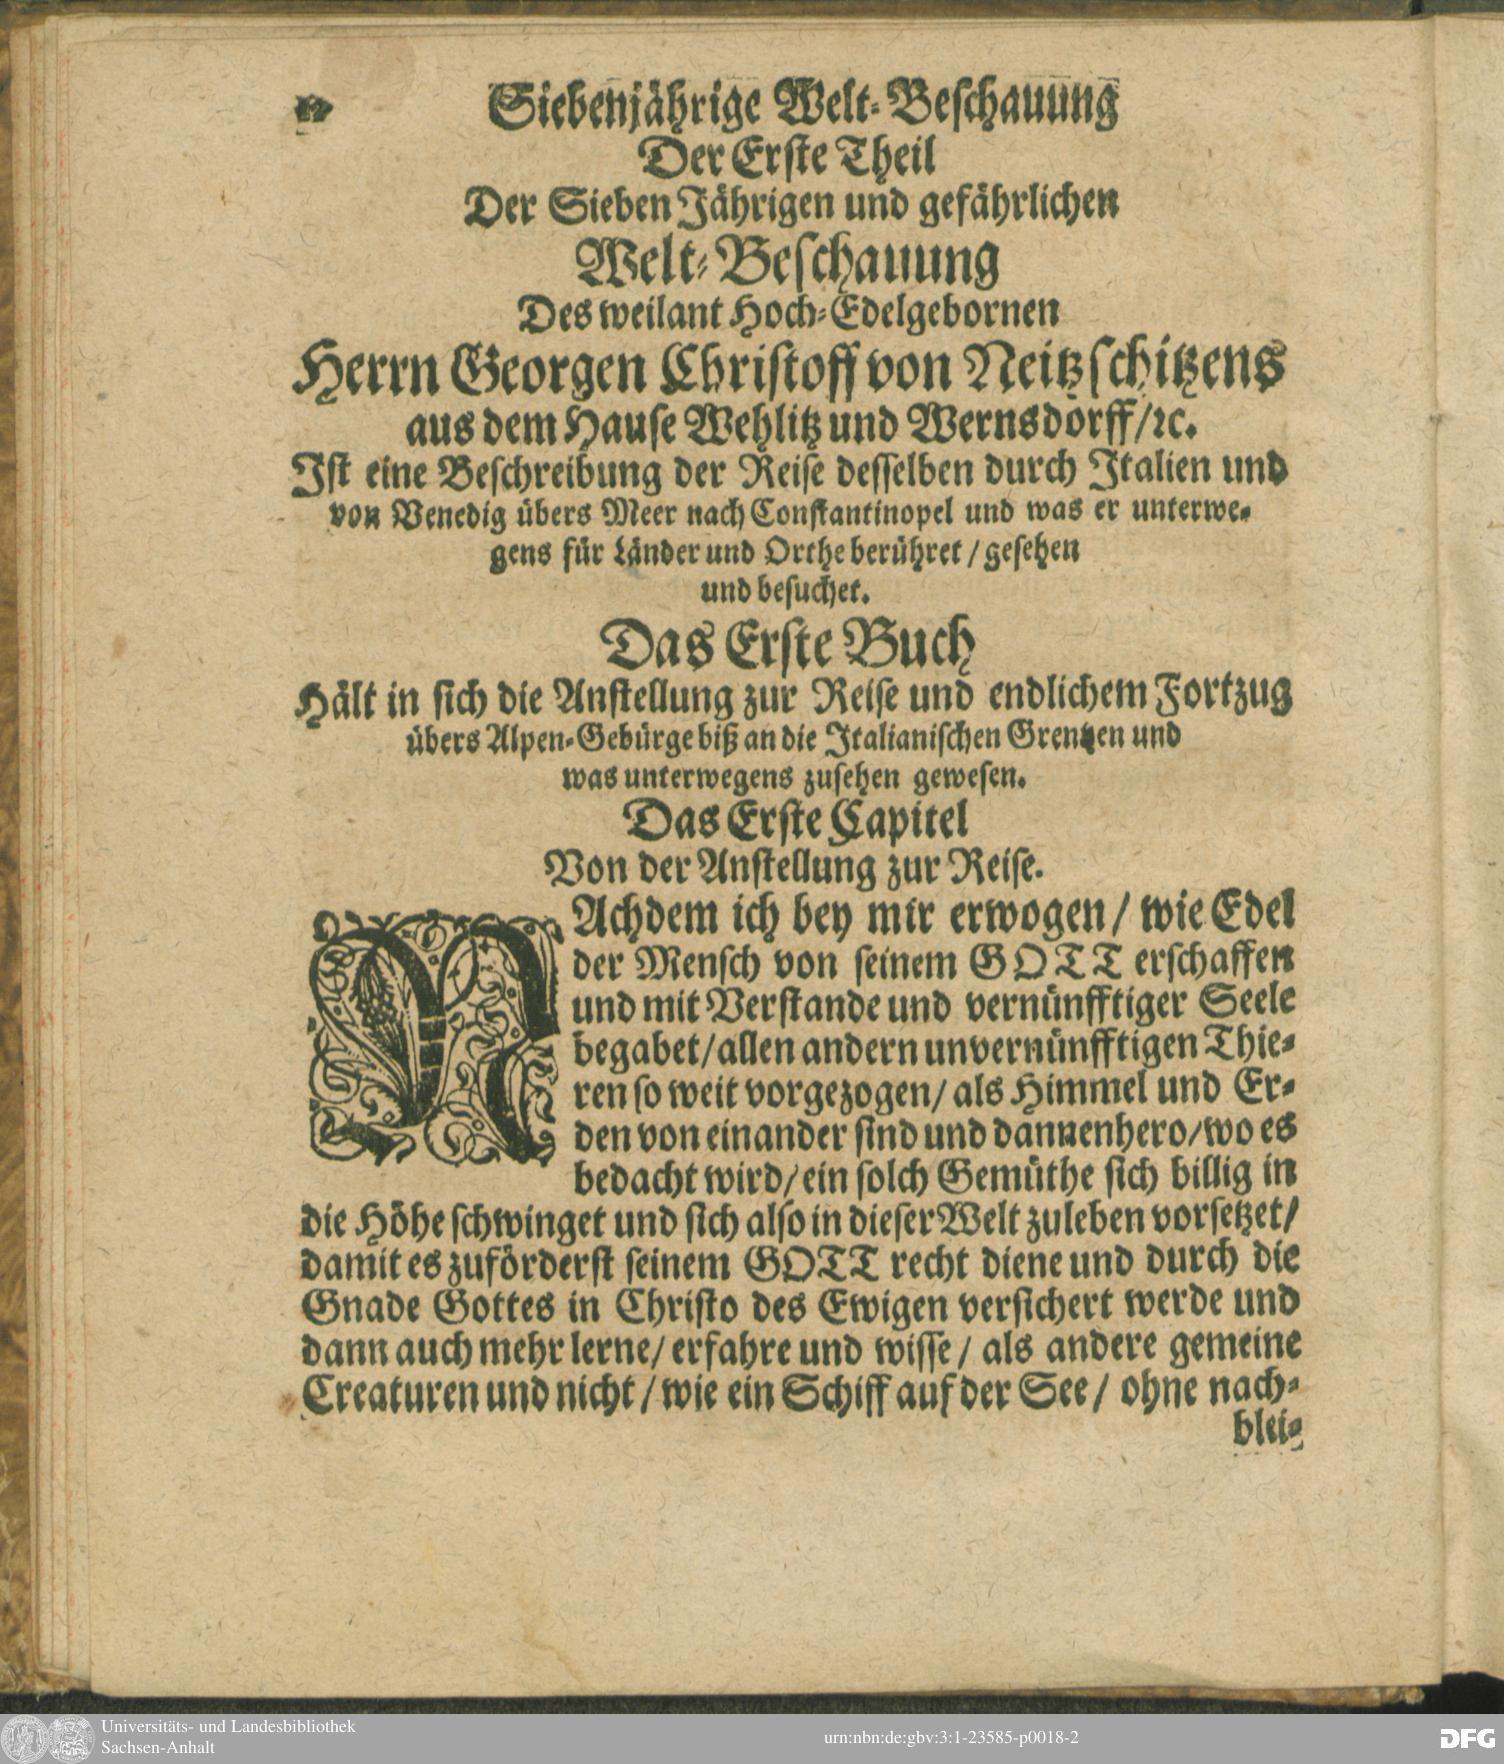 Siebenjährige Welt-Beschauung
Der Erste Theil
Der Sieben Jährigen und gefährlichen
Welt-Beschauung
Des weilant Hoch-Edelgebornen
Herrn Georgen Christoff von Neitzschitzens
aus dem Hause Wehlitz und Wernsdorff/ꝛc.
Ist eine Beschreibung der Reise desselben durch Italien und
von Venedig übers Meer nach Constantinopel und was er unterwe-
gens für Länder und Orthe berühret / gesehen
und besuchet.
Das Erste Buch
Hält in sich die Anstellung zur Reise und endlichem Fortzug
übers Alpen-Gebürge biß an die Italianischen Grentzen und
was unterwegens zusehen gewesen.
Das Erste Capitel
Von der Anstellung zur Reise.
NAchdem ich bey mir erwogen / wie Edel
der Mensch von seinem GOTT erschaffen
und mit Verstande und vernünfftiger Seele
begabet/allen andern unvernünfftigen Thie-
ren so weit vorgezogen/ als Himmel und Er-
den von einander sind und dannenhero/wo es
bedacht wird/ein solch Gemüthe sich billig in
die Höhe schwinget und sich also in dieser Welt zuleben vorsetzet/
damit es zuförderst seinem GOTT recht diene und durch die
Gnade Gottes in Christo des Ewigen versichert werde und
dann auch mehr lerne/ erfahre und wisse / als andere gemeine
Creaturen und nicht / wie ein Schiff auf der See / ohne nach-
blei-
Universitäts- und Landesbibliothek
Sachsen-Anhalt
urn:nbn:de:gbv:3:1-23585-p0018-2
DFG